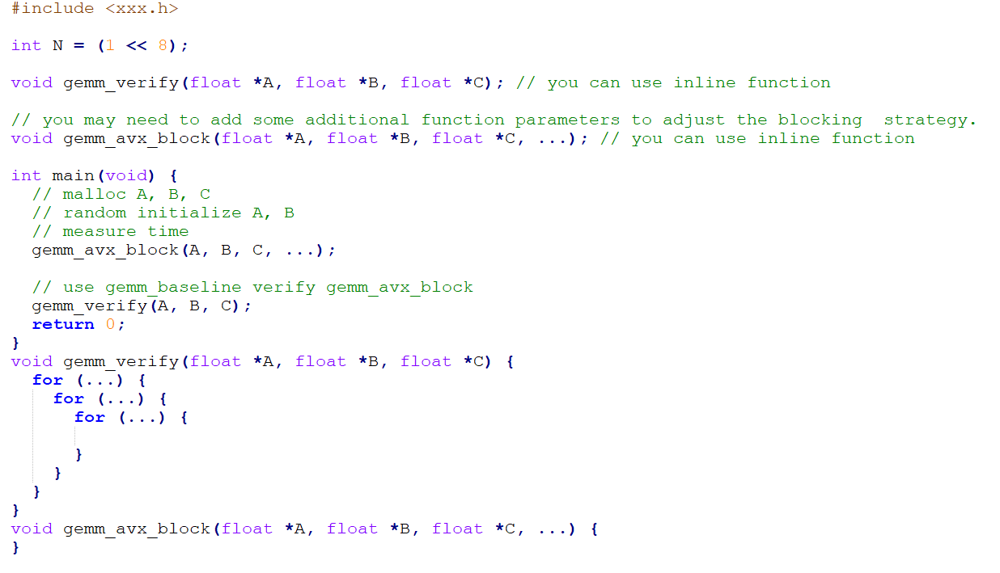 #include <xxx.h>
int N = (1 << 8);
void gemm_verify(float *A, float *B, float *C); // you can use inline function
// you may need to add some additional function parameters to adjust the blocking  strategy.
void gemm_avx_block(float *A, float *B, float *C, ...); // you can use inline function
int main(void) {
  // malloc A, B, C
  // random initialize A, B
  // measure time
  gemm_avx_block(A, B, C, ...);
  // use gemm_baseline verify gemm_avx_block
  gemm_verify(A, B, C);
  return 0;
}
void gemm_verify(float *A, float *B, float *C) {
  for (...) {
    for (...) {
      for (...) {
      }
    }
  }
}
void gemm_avx_block(float *A, float *B, float *C, ...) {
}